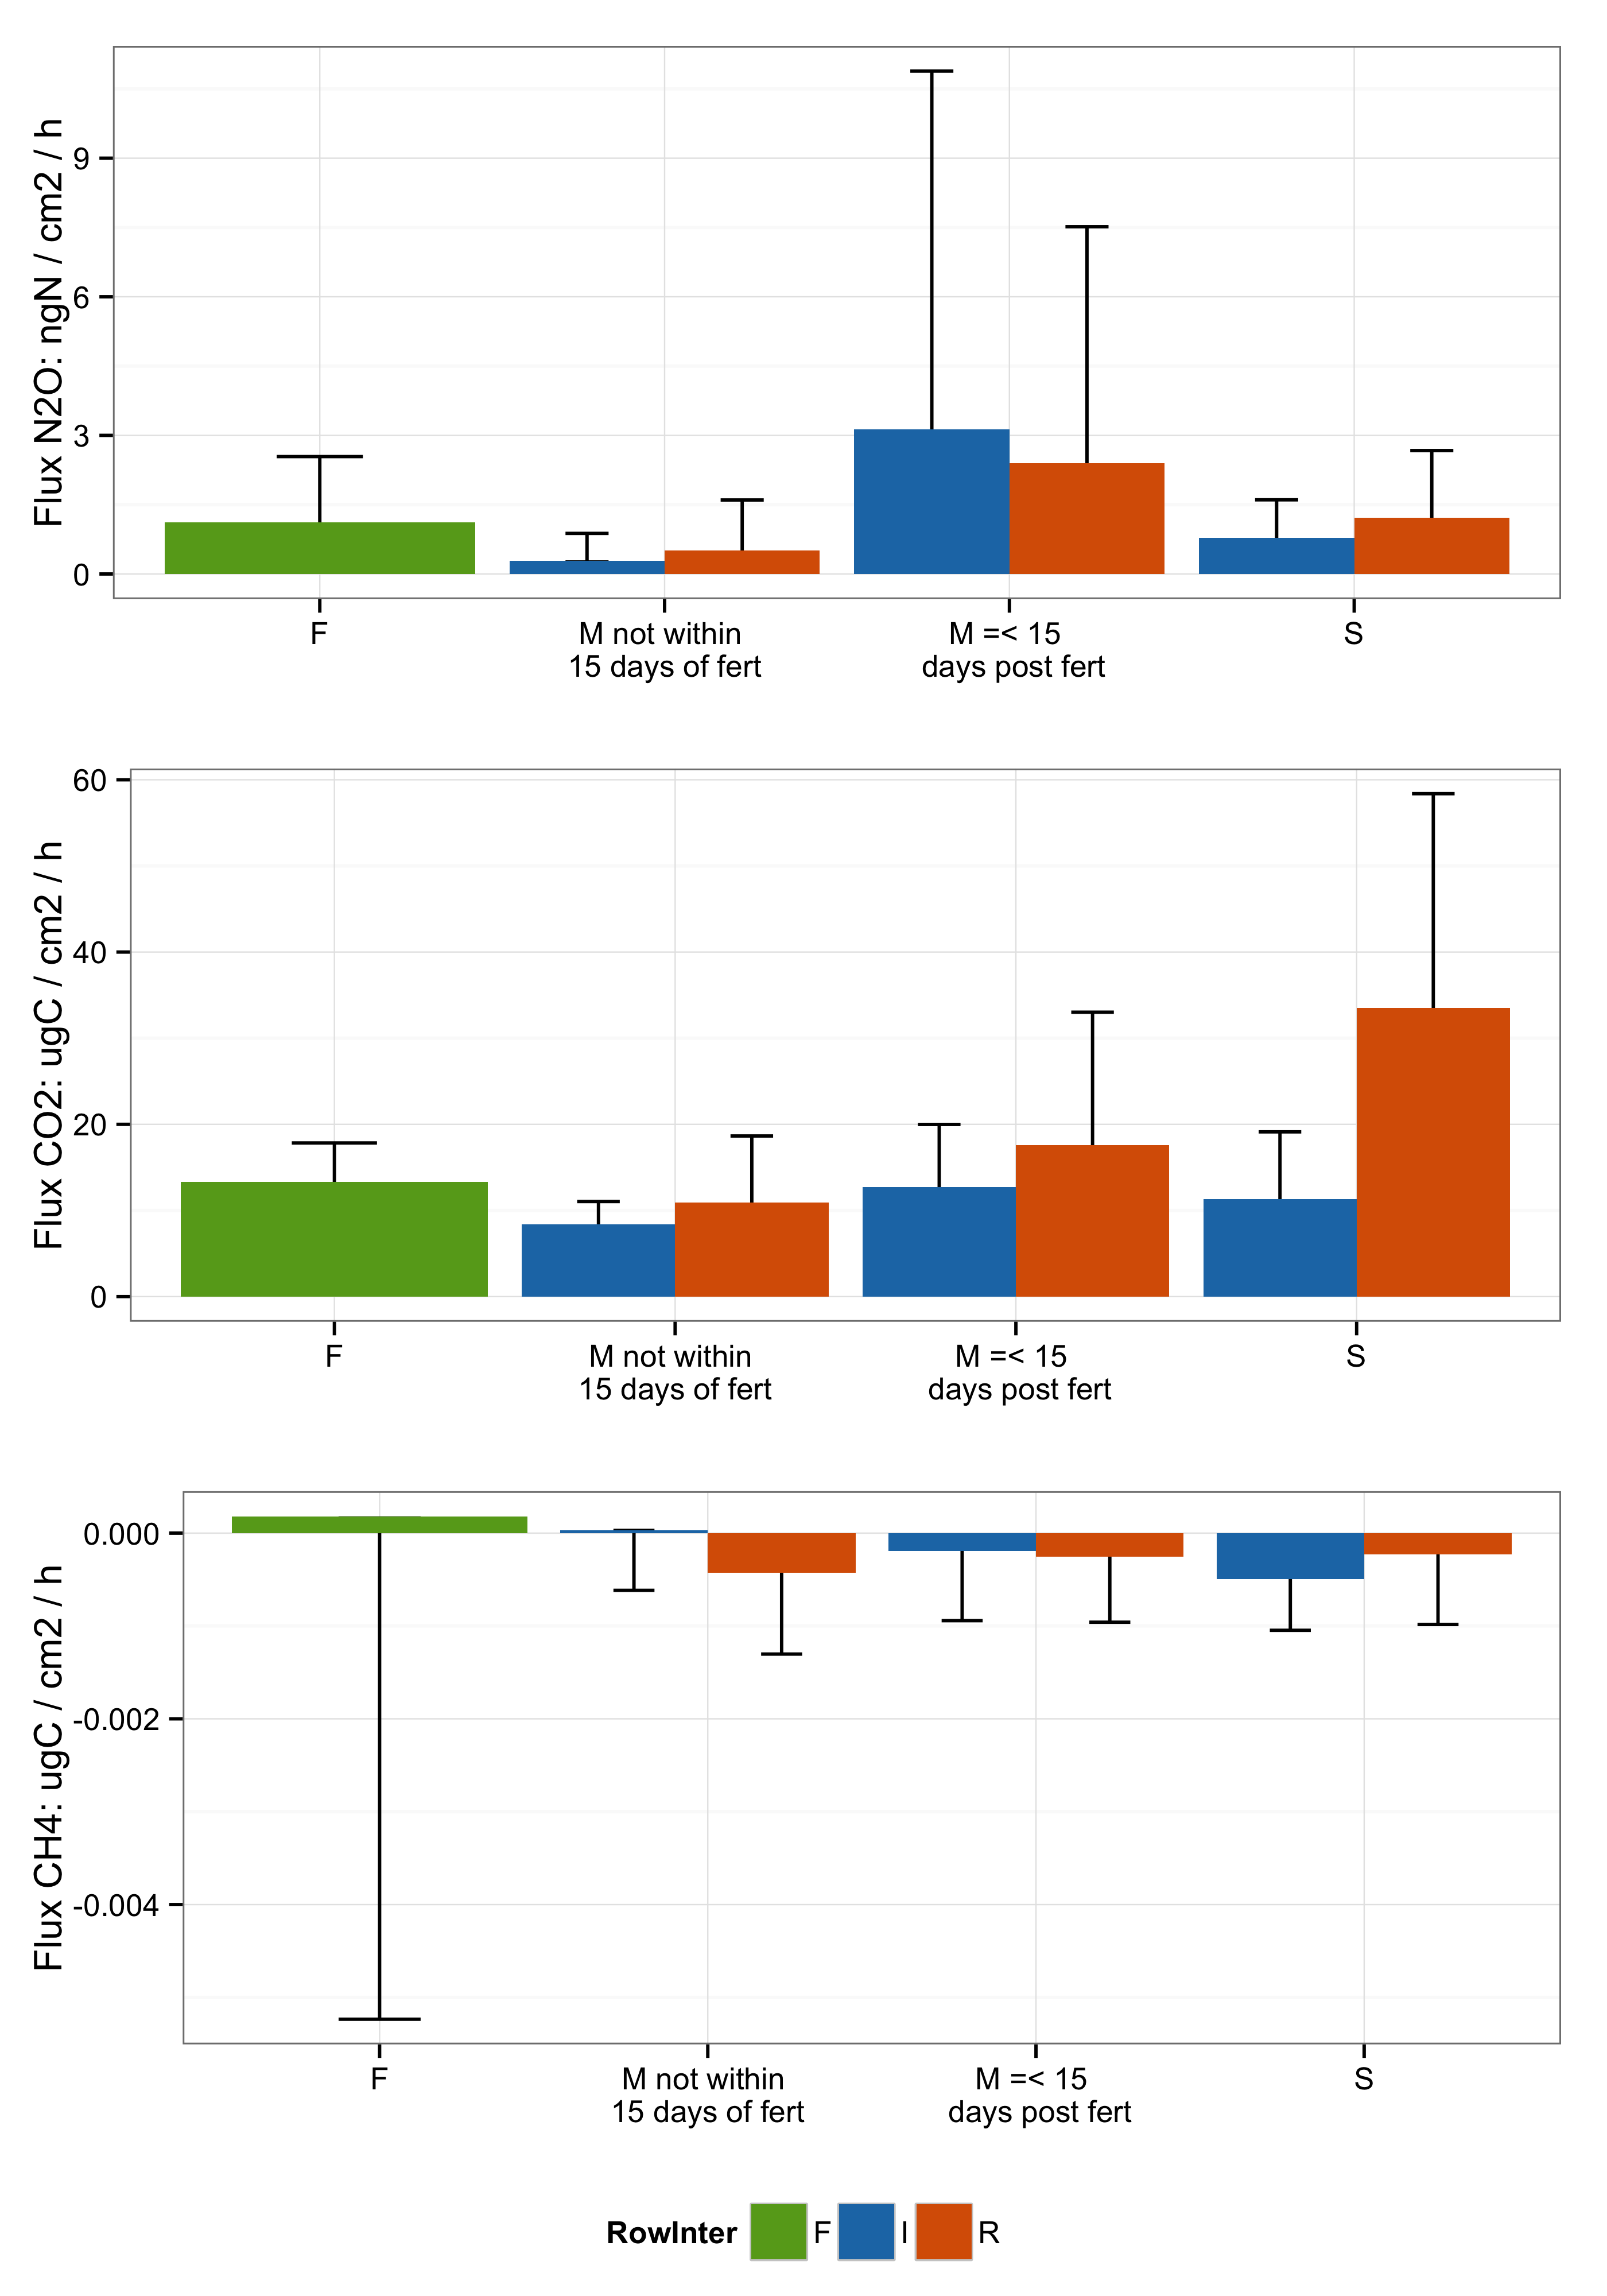 Flux N2O: ngN / cm2 / h
9
6
3
0
F
M not within
15 days of fert
M =< 15
days post fert
S
Flux CO2: ugC / cm2 / h
60
40
20
0
F
M not within
15 days of fert
M =< 15
days post fert
S
Flux CH4: ugC / cm2 / h
0.000
-0.002
-0.004
F
M not within
15 days of fert
M =< 15
days post fert
S
RowInter F I R